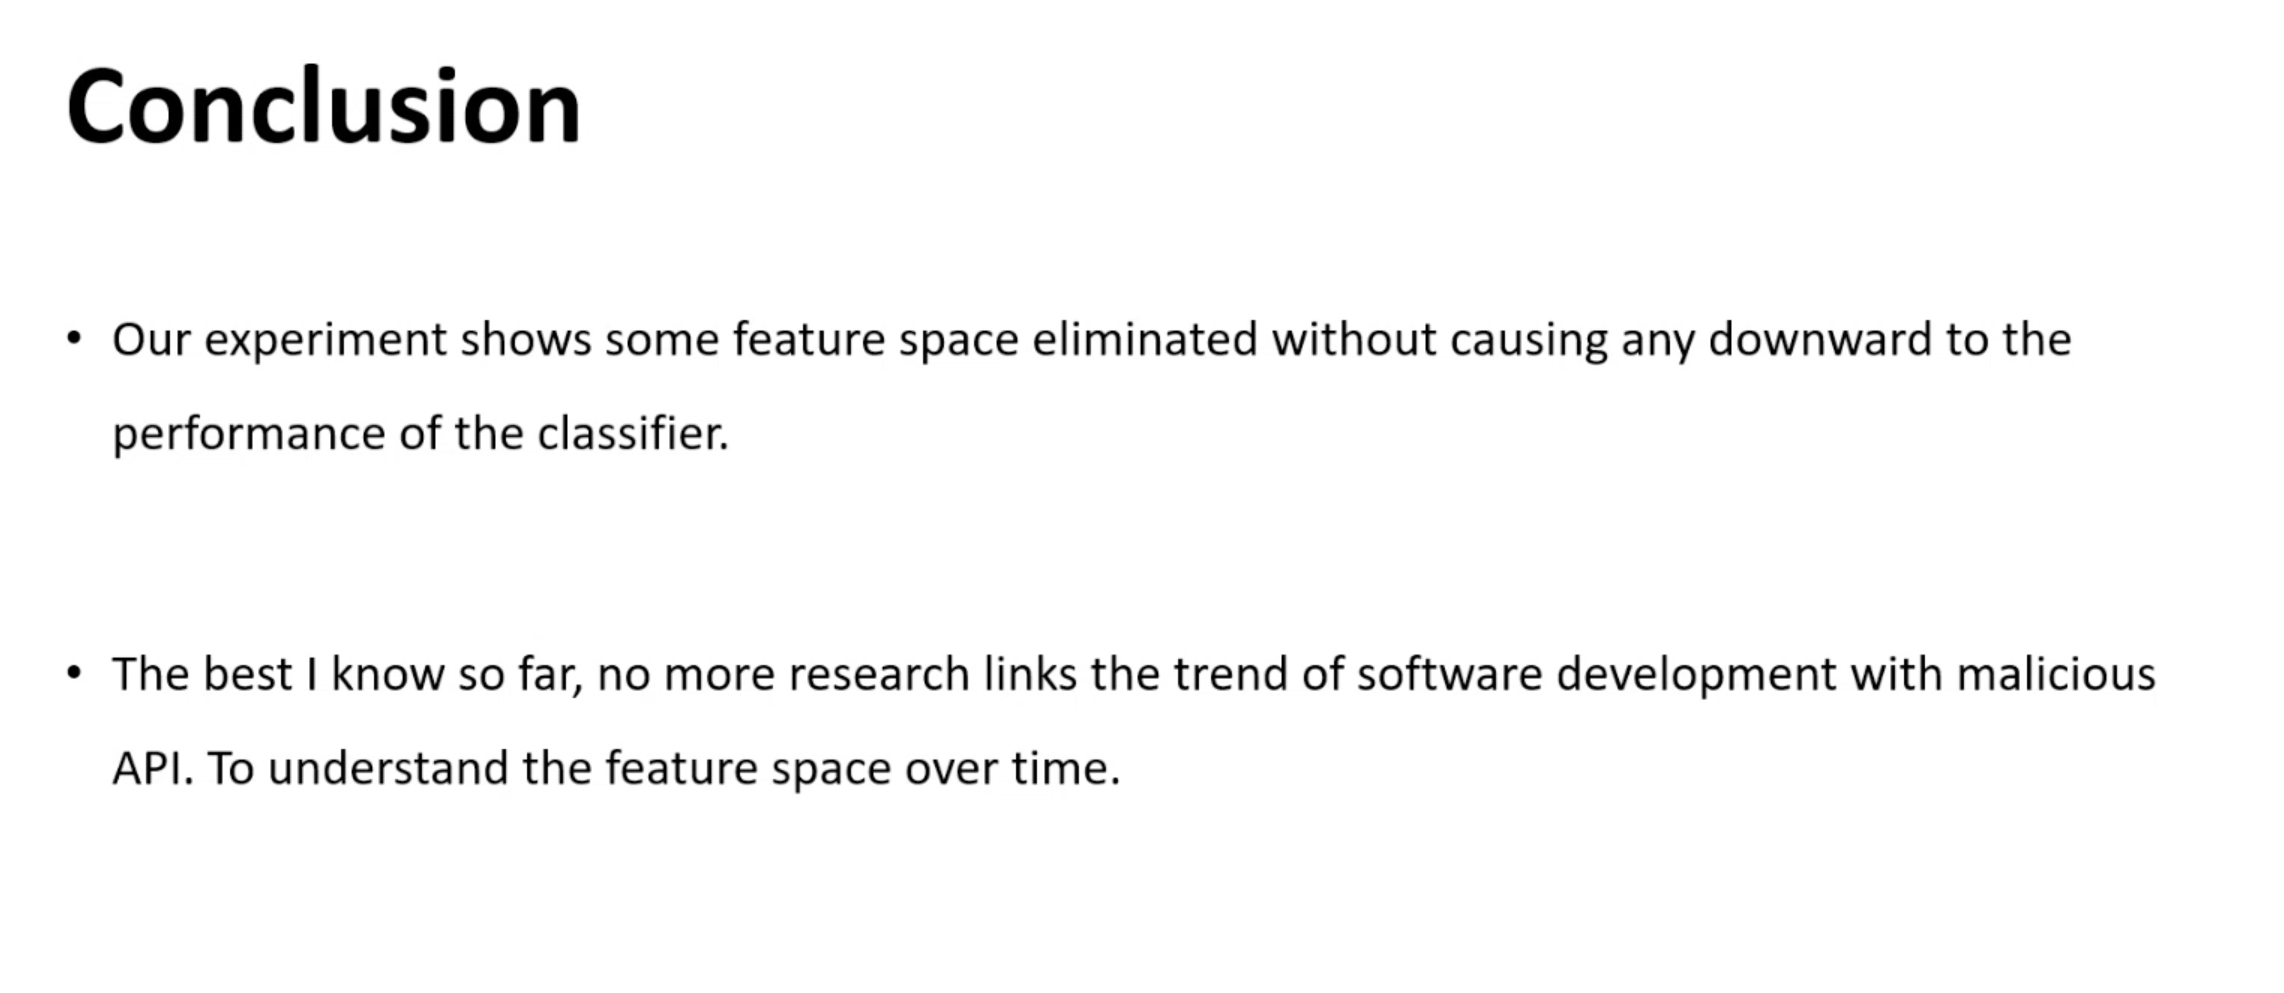 Conclusion
• Our experiment shows some feature space eliminated without causing any downward to the
performance of the classifier.
• The best I know so far, no more research links the trend of software development with malicious
API. To understand the feature space over time.